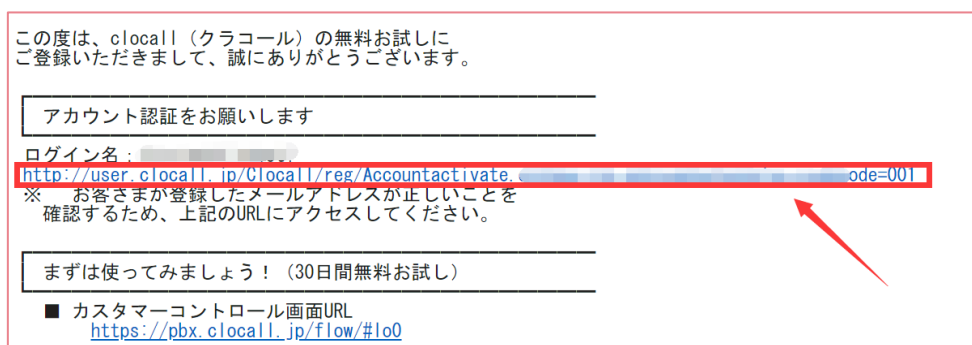 この度は、clocall（クラコール）の無料お試しに
ご登録いただきまして、誠にありがとうございます。
アカウント認証をお願いします
ログイン名：
http://user.clocall.jp/Clocall/reg/Accountactivate. ode=001
※　　お客さまが登録したメールアドレスが正しいことを
確認するため、上記のURLにアクセスしてください。
まずは使ってみましょう！（30日間無料お試し）
■ カスタマーコントロール画面URL
https://pbx.clocall.jp/flow/#lo0